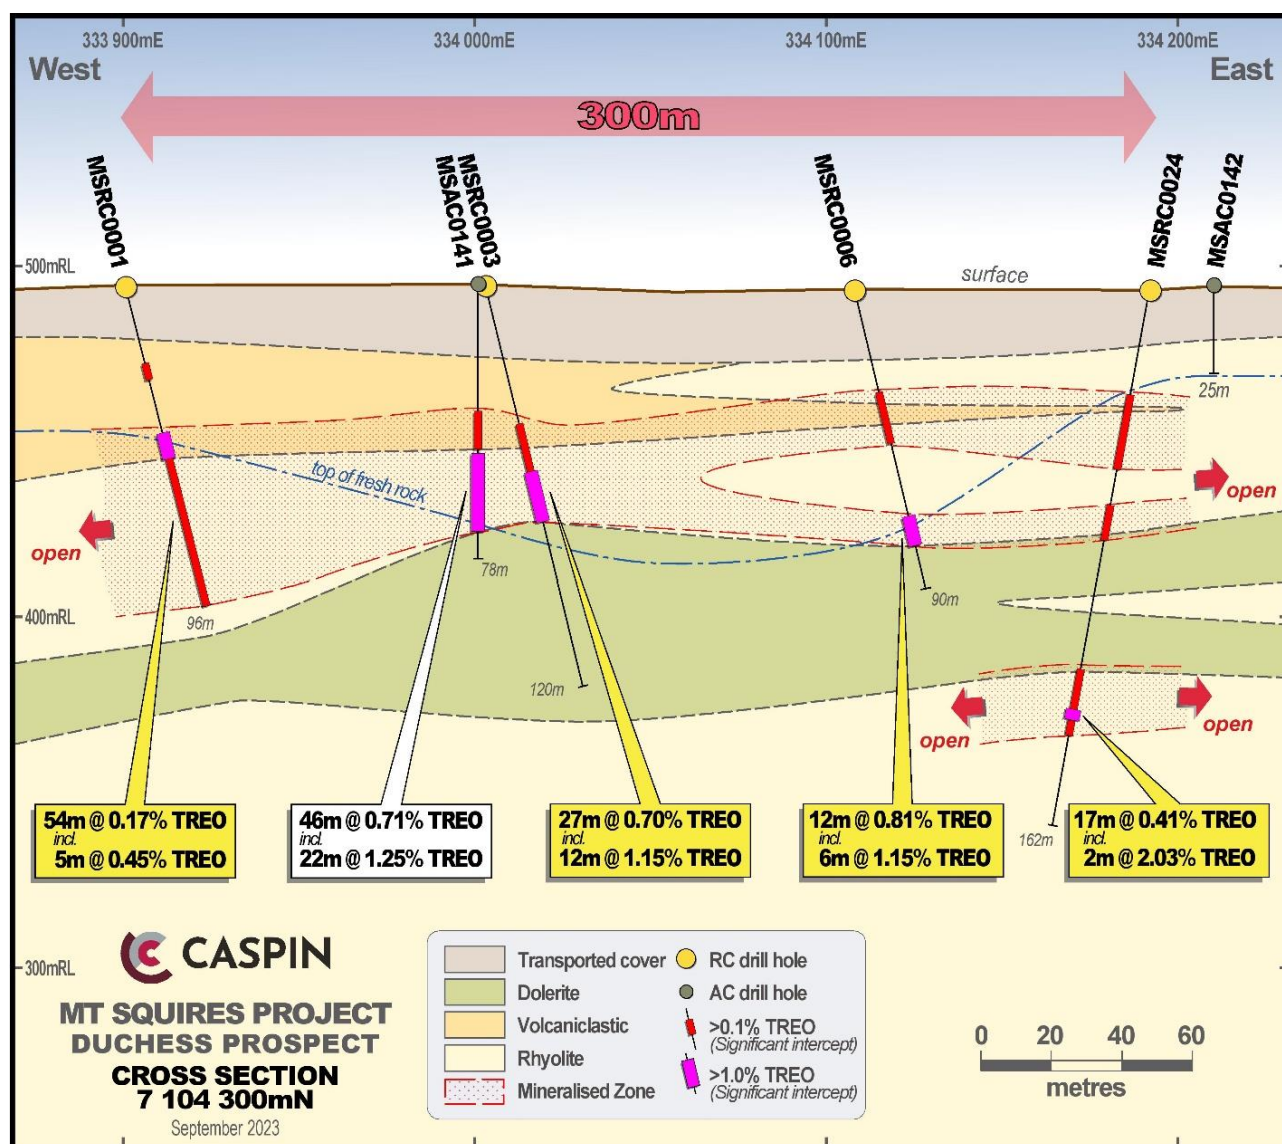 333 900mE
334 000mE
334 100mE
334 200mE
West
East
300m
MSRC0001
MSAC0141
MSRC0003
MSRC0006
MSRC0024
MSAC0142
500mRL
surface
25m
top of fresh rock
open
open
78m
90m
400mRL
96m
120m
open
open
162m
54m @ 0.17% TREO
incl.
5m @ 0.45% TREO
46m @ 0.71% TREO
incl.
22m @ 1.25% TREO
27m @ 0.70% TREO
incl.
12m @ 1.15% TREO
12m @ 0.81% TREO
incl.
6m @ 1.15% TREO
17m @ 0.41% TREO
incl.
2m @ 2.03% TREO
300mRL
CASPIN
MT SQUIRES PROJECT
DUCHESS PROSPECT
CROSS SECTION
7 104 300mN
September 2023
Transported cover
Dolerite
Volcaniclastic
Rhyolite
Mineralised Zone
RC drill hole
AC drill hole
>0.1% TREO
(Significant intercept)
>1.0% TREO
(Significant intercept)
0 20 40 60
metres